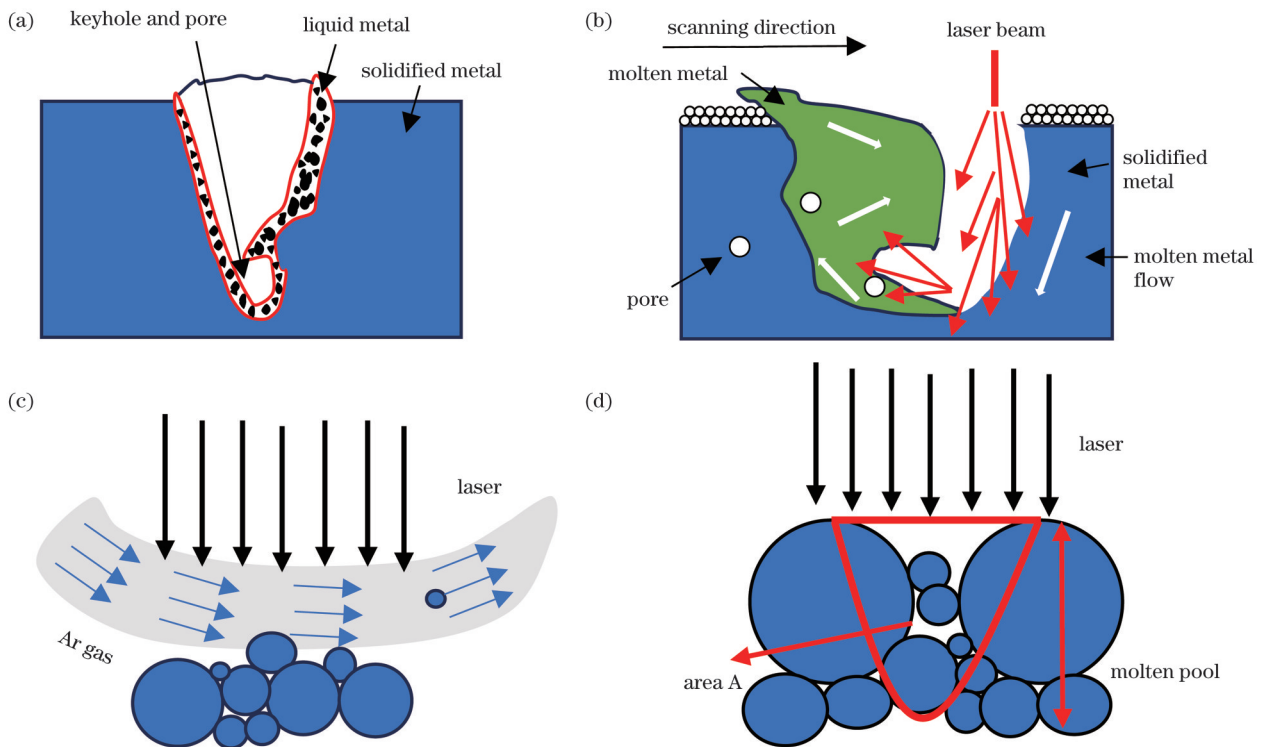 (a)
keyhole and pore
liquid metal
solidified metal
(b)
scanning direction
laser beam
molten metal
solidified
metal
molten metal
flow
pore
(c)
laser
Ar gas
(d)
laser
area A
molten pool